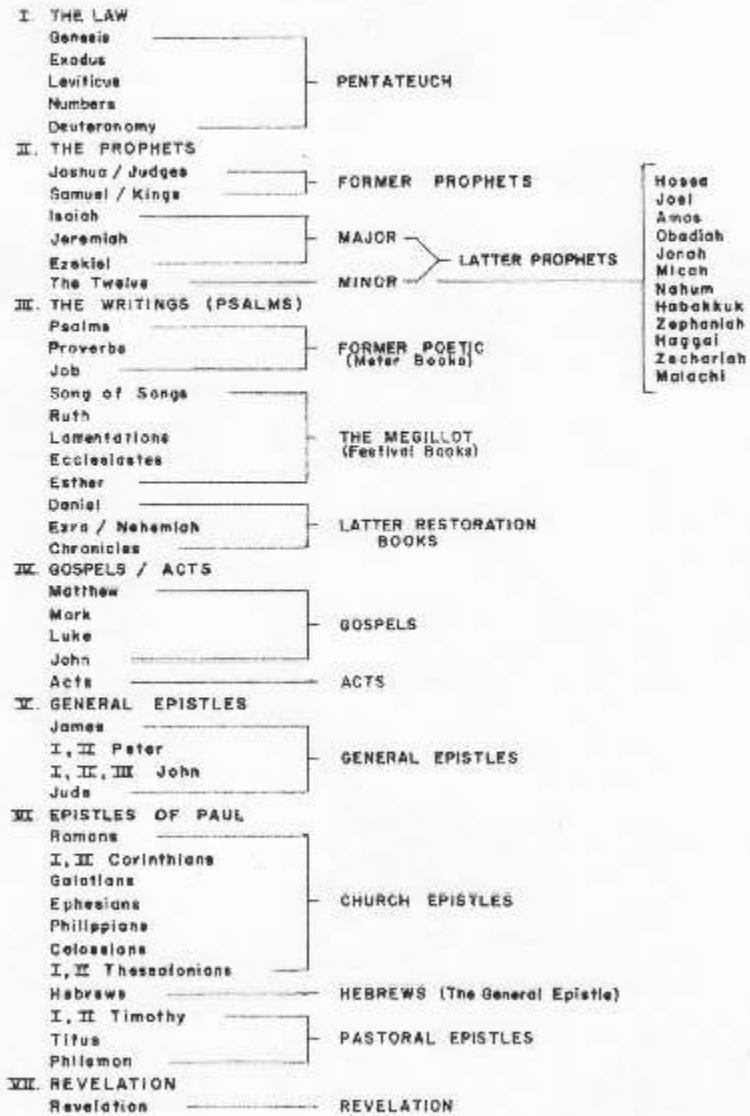 I. THE LAW
Genesis
Exodus
Leviticus
Numbers
Deuteronomy
PENTATEUCH
II. THE PROPHETS
Joshua / Judges
Samuel / Kings
FORMER PROPHETS
Isaiah
Jeremiah
Ezekiel
MAJOR
The Twelve
MINOR
LATTER PROPHETS
Hosea
Joel
Amos
Obadiah
Jonah
Micah
Nahum
Habakkuk
Zephaniah
Haggai
Zechariah
Malachi
III. THE WRITINGS (PSALMS)
Psalms
Proverbs
Job
FORMER POETIC
(Meter Books)
Song of Songs
Ruth
Lamentations
Ecclesiastes
Esther
THE MEGILLOT
(Festival Books)
Daniel
Ezra / Nehemiah
Chronicles
LATTER RESTORATION
BOOKS
IV. GOSPELS / ACTS
Matthew
Mark
Luke
John
GOSPELS
Acts
ACTS
V. GENERAL EPISTLES
James
I, II Peter
I, II, III John
Jude
GENERAL EPISTLES
VI. EPISTLES OF PAUL
Romans
I, II Corinthians
Galatians
Ephesians
Philippians
Colossians
I, II Thessalonians
CHURCH EPISTLES
Hebrews
HEBREWS (The General Epistle)
I, II Timothy
Titus
Philemon
PASTORAL EPISTLES
VII. REVELATION
Revelation
REVELATION